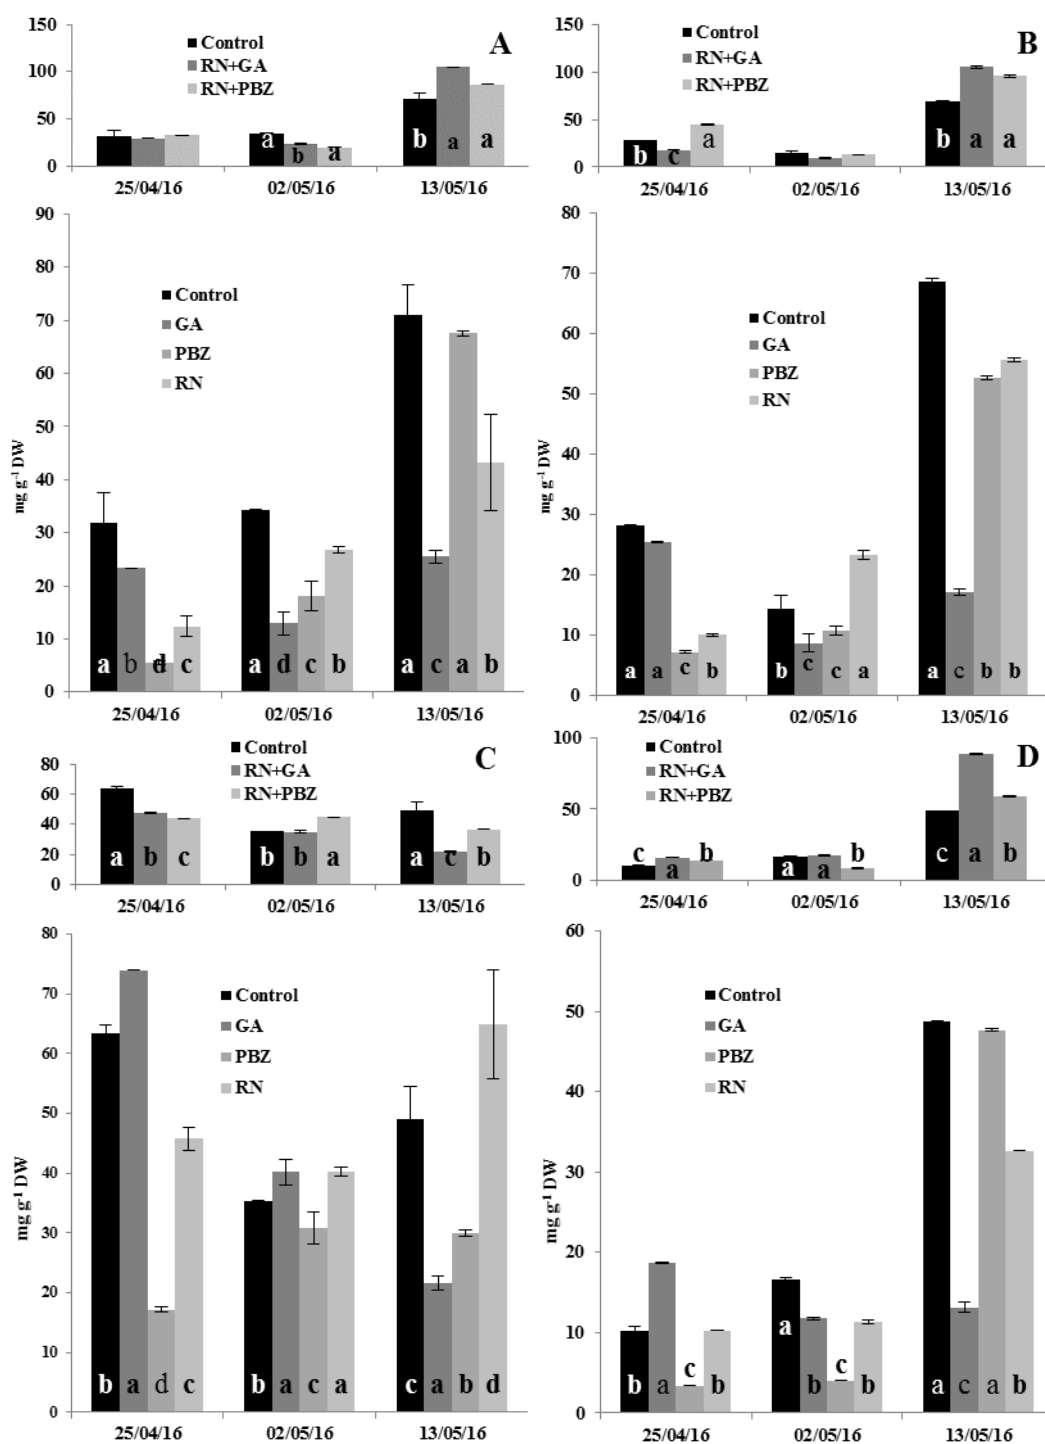 150
100
50
0
Control
RN+GA
RN+PBZ
A
a
b
a
b
a
a
25/04/16 02/05/16 13/05/16
150
100
50
0
Control
RN+GA
RN+PBZ
B
b c a
b a a
25/04/16 02/05/16 13/05/16
90
80
70
60
50
40
30
20
10
0
mg g-1 DW
Control
GA
PBZ
RN
a b d c
a d c b
a c a b
25/04/16 02/05/16 13/05/16
80
70
60
50
40
30
20
10
0
mg g-1 DW
Control
GA
PBZ
RN
a a c b
b c c a
a c b b
25/04/16 02/05/16 13/05/16
80
60
40
20
0
Control
RN+GA
RN+PBZ
C
a b c
b b a
a c b
25/04/16 02/05/16 13/05/16
100
50
0
Control
RN+GA
RN+PBZ
D
c a b
a a b
c a b
25/04/16 02/05/16 13/05/16
80
70
60
50
40
30
20
10
0
mg g-1 DW
Control
GA
PBZ
RN
b a d c
b a c a
c a b d
25/04/16 02/05/16 13/05/16
60
50
40
30
20
10
0
mg g-1 DW
Control
GA
PBZ
RN
b a c b
a b c b
a c a b
25/04/16 02/05/16 13/05/16